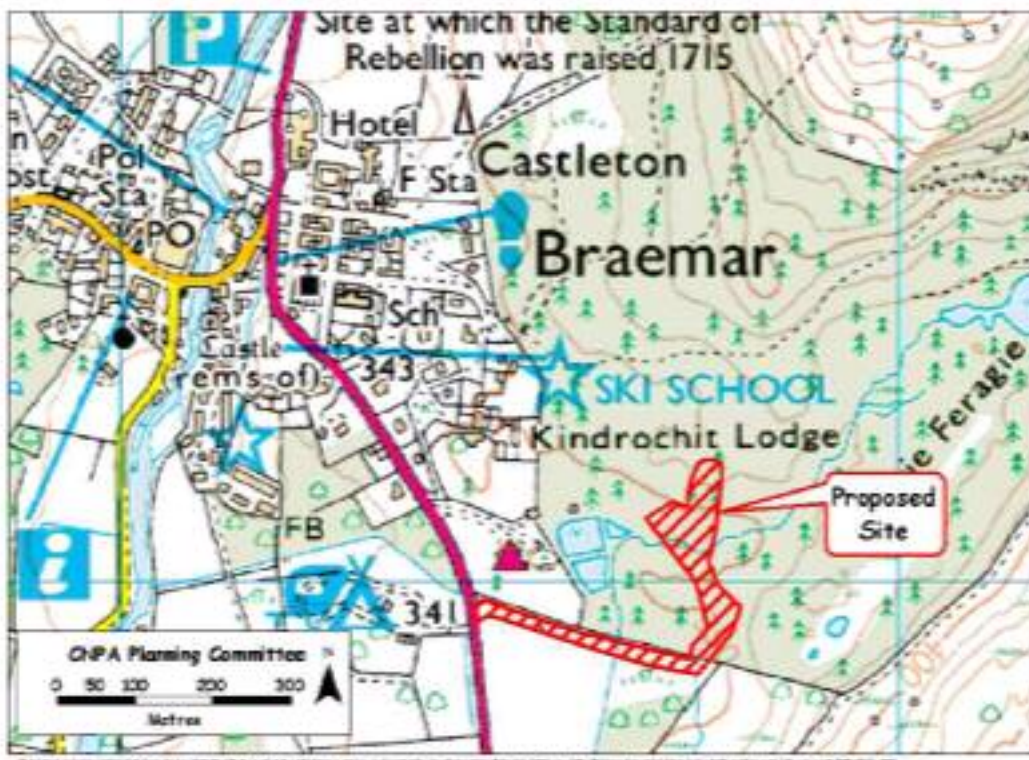 Site at which the Standard of
Rebellion was raised 1715
P
Hotel
Castleton
Pol
Sta
F Sta
PO
Braemar
Sch
Castle
(rem's of)
343
SKI SCHOOL
Kindrochit Lodge
Feragie
Proposed
Site
FB
i
341
CNPA Planning Committee
0 50 100 200 300
Metres